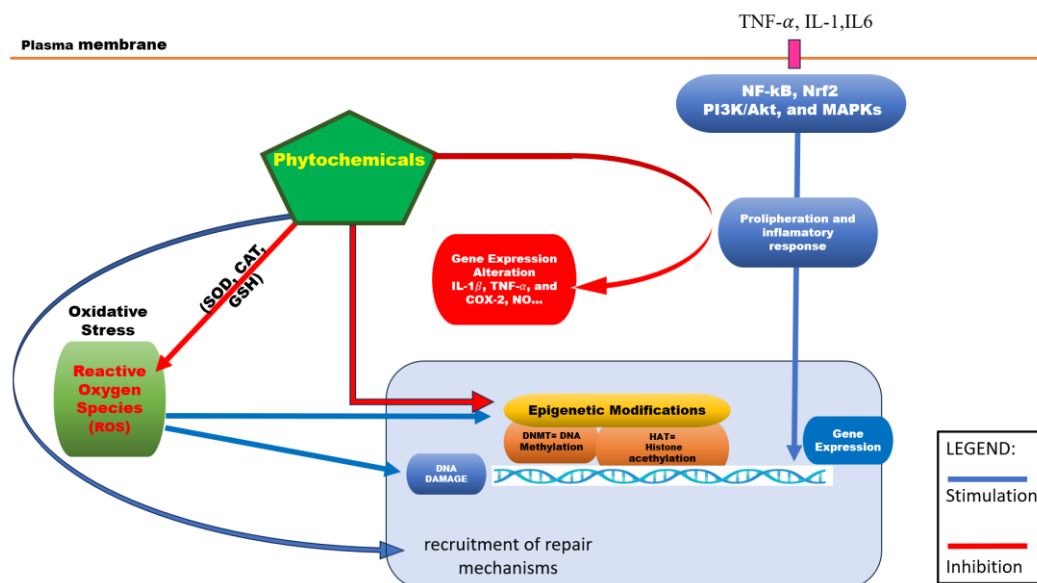 TNF-α, IL-1,IL6
Plasma membrane
NF-kB, Nrf2
PI3K/Akt, and MAPKs
Phytochemicals
Prolipheration and
inflamatory
response
Gene Expression
Alteration
IL-1β, TNF-α, and
COX-2, NO...
(SOD, CAT,
GSH)
Oxidative
Stress
Reactive
Oxygen
Species
(ROS)
Epigenetic Modifications
DNMT= DNA
Methylation
HAT=
Histone
acethylation
Gene
Expression
DNA
DAMAGE
recruitment of repair
mechanisms
LEGEND:
Stimulation
Inhibition